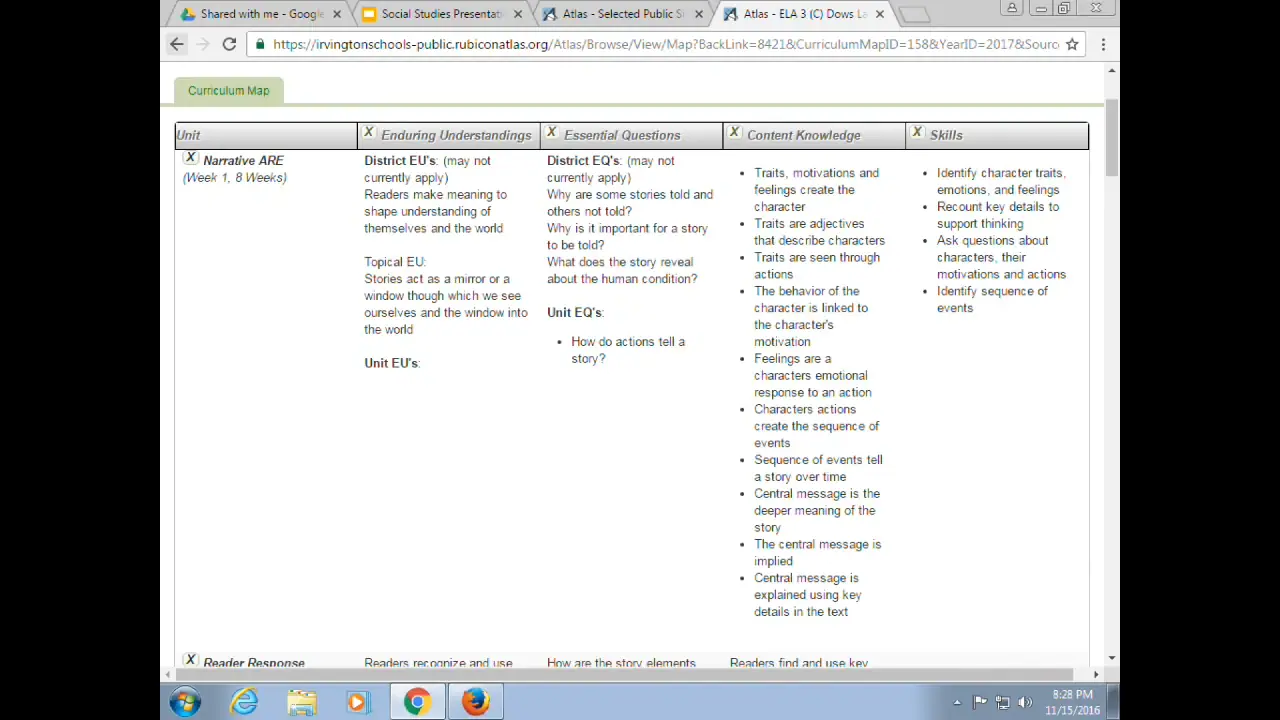 Shared with me - Google
Social Studies Presentati
Atlas - Selected Public S
Atlas - ELA 3 (C) Dows La
https://irvingtonschools-public.rubiconatlas.org/Atlas/Browse/View/Map?BackLink=8421&CurriculumMapID=158&YearID=2017&Sourc
Curriculum Map
Unit
X Enduring Understandings
X Essential Questions
X Content Knowledge
X Skills
X Narrative ARE
(Week 1, 8 Weeks)
District EU's: (may not
currently apply)
Readers make meaning to
shape understanding of
themselves and the world
Topical EU:
Stories act as a mirror or a
window though which we see
ourselves and the window into
the world
Unit EU's:
District EQ's: (may not
currently apply)
Why are some stories told and
others not told?
Why is it important for a story
to be told?
What does the story reveal
about the human condition?
Unit EQ's:
• How do actions tell a
story?
• Traits, motivations and
feelings create the
character
• Traits are adjectives
that describe characters
• Traits are seen through
actions
• The behavior of the
character is linked to
the character's
motivation
• Feelings are a
characters emotional
response to an action
• Characters actions
create the sequence of
events
• Sequence of events tell
a story over time
• Central message is the
deeper meaning of the
story
• The central message is
implied
• Central message is
explained using key
details in the text
• Identify character traits,
emotions, and feelings
• Recount key details to
support thinking
• Ask questions about
characters, their
motivations and actions
• Identify sequence of
events
X Reader Response
Readers recognize and use
How are the story elements
Readers find and use key
8:28 PM
11/15/2016